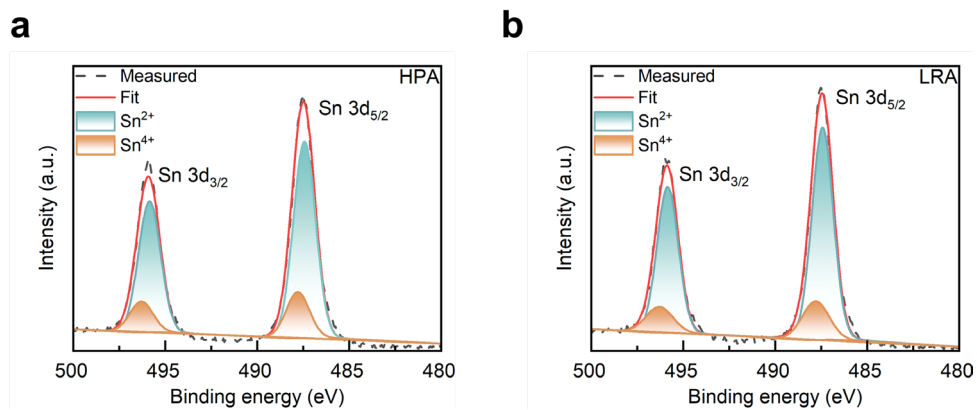 a
Measured
HPA
Fit
Sn²⁺
Sn⁴⁺
Sn 3d₅/₂
Sn 3d₃/₂
Intensity (a.u.)
500 495 490 485 480
Binding energy (eV)
b
Measured
LRA
Fit
Sn²⁺
Sn⁴⁺
Sn 3d₅/₂
Sn 3d₃/₂
Intensity (a.u.)
500 495 490 485 480
Binding energy (eV)